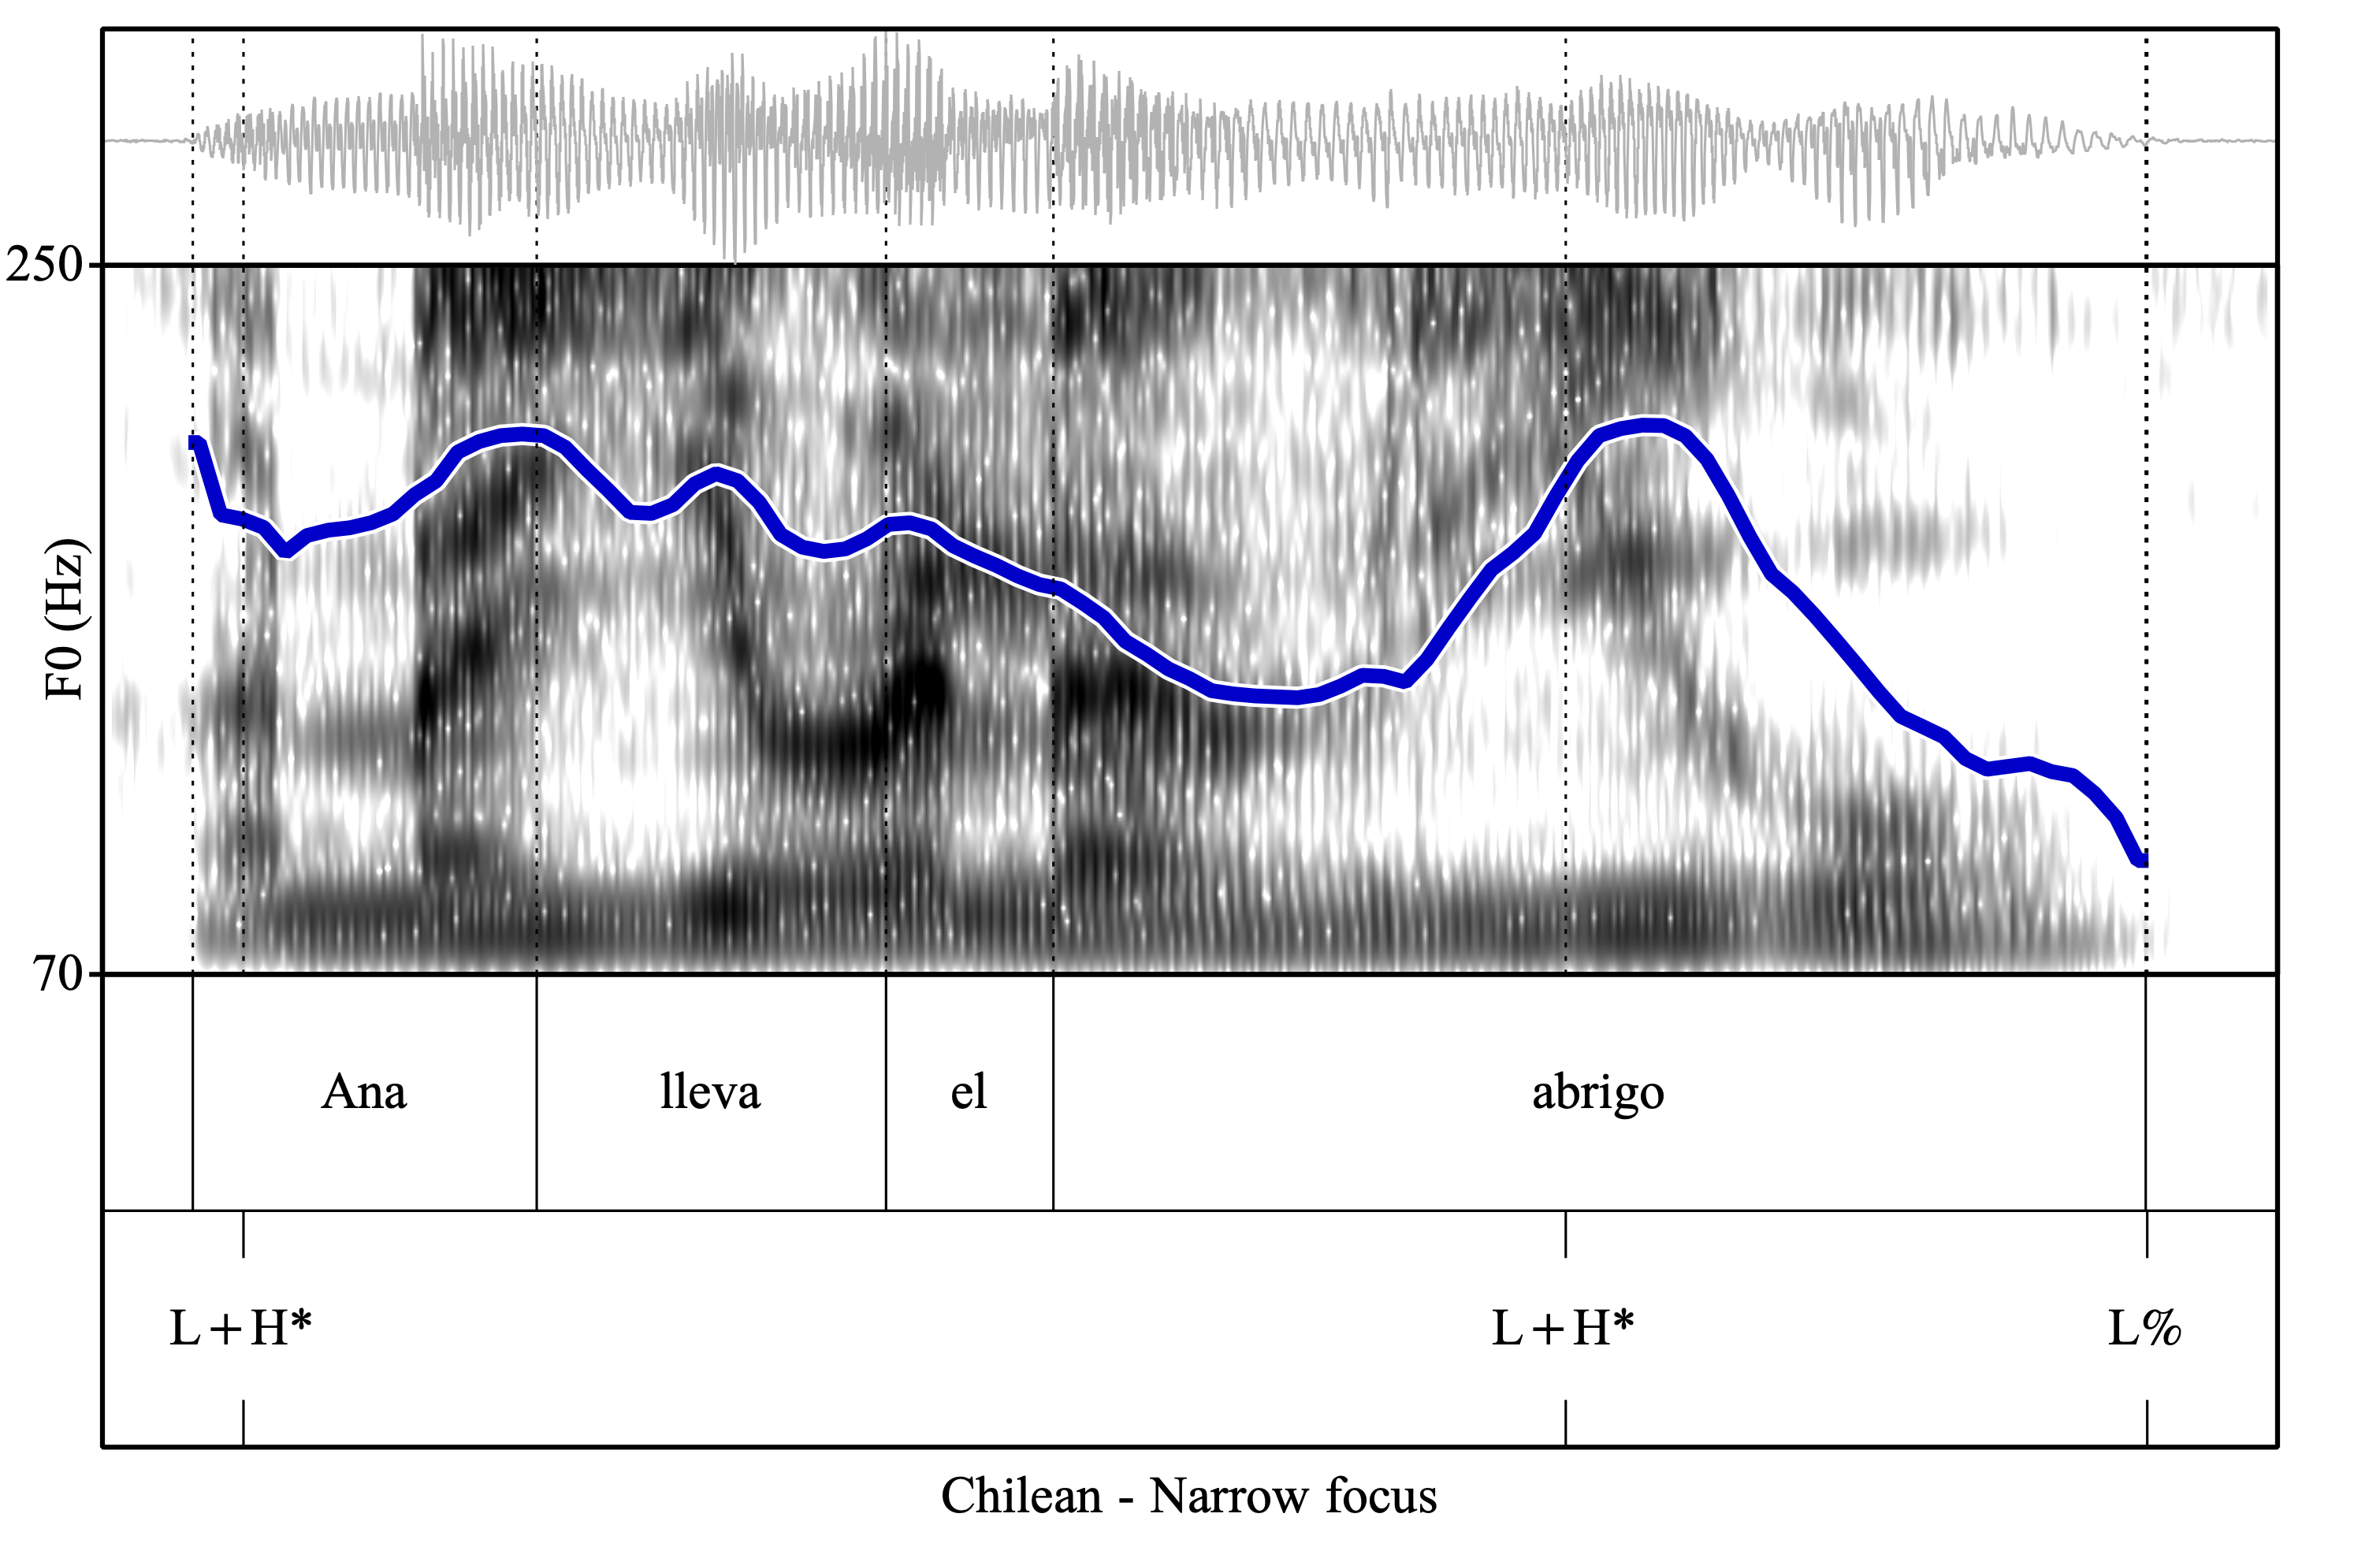 250
F0 (Hz)
70
Ana lleva el abrigo
L+H* L+H* L%
Chilean - Narrow focus